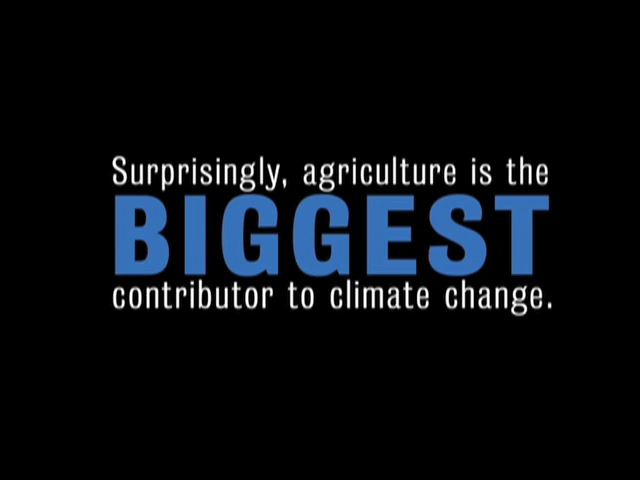 Surprisingly, agriculture is the
BIGGEST
contributor to climate change.